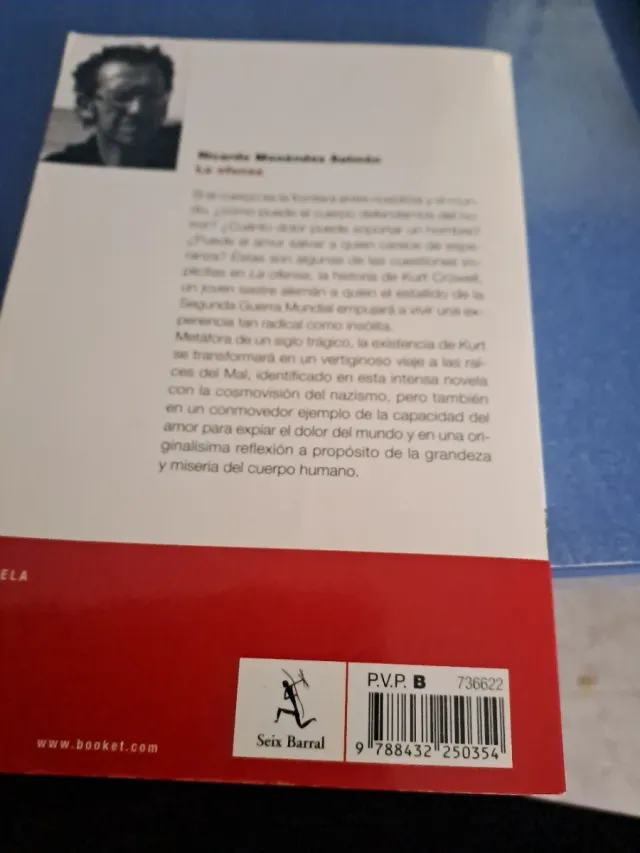 Ricardo Menéndez Salmón
La ofensa
Si el cuerpo es la frontera entre nosotros y el mun-
do, ¿cómo puede el cuerpo defendernos del ho-
rror? ¿Cuánto dolor puede soportar un hombre?
¿Puede el amor salvar a quien carece de espe-
ranza? Éstas son algunas de las cuestiones im-
plícitas en La ofensa, la historia de Kurt Crüwell,
un joven sastre alemán a quien el estallido de la
Segunda Guerra Mundial empujará a vivir una ex-
periencia tan radical como insólita.
Metáfora de un siglo trágico, la existencia de Kurt
se transformará en un vertiginoso viaje a las raí-
ces del Mal, identificado en esta intensa novela
con la cosmovisión del nazismo, pero también
en un conmovedor ejemplo de la capacidad del
amor para expiar el dolor del mundo y en una ori-
ginalísima reflexión a propósito de la grandeza
y miseria del cuerpo humano.
ELA
www.booket.com
Seix Barral
P.V.P. B 736622
9 788432 250354